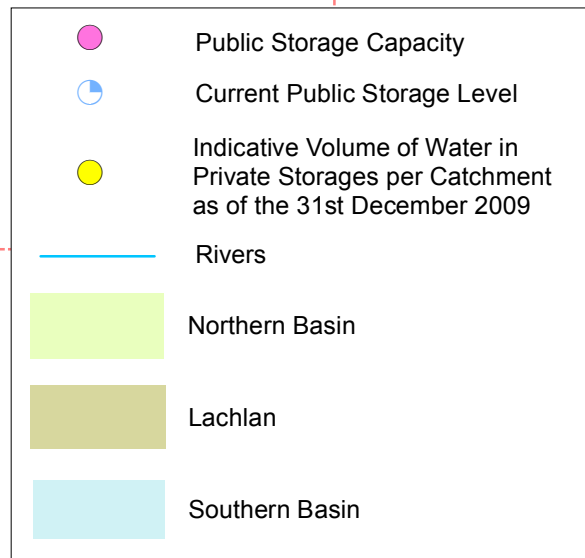 Public Storage Capacity
Current Public Storage Level
Indicative Volume of Water in
Private Storages per Catchment
as of the 31st December 2009
Rivers
Northern Basin
Lachlan
Southern Basin